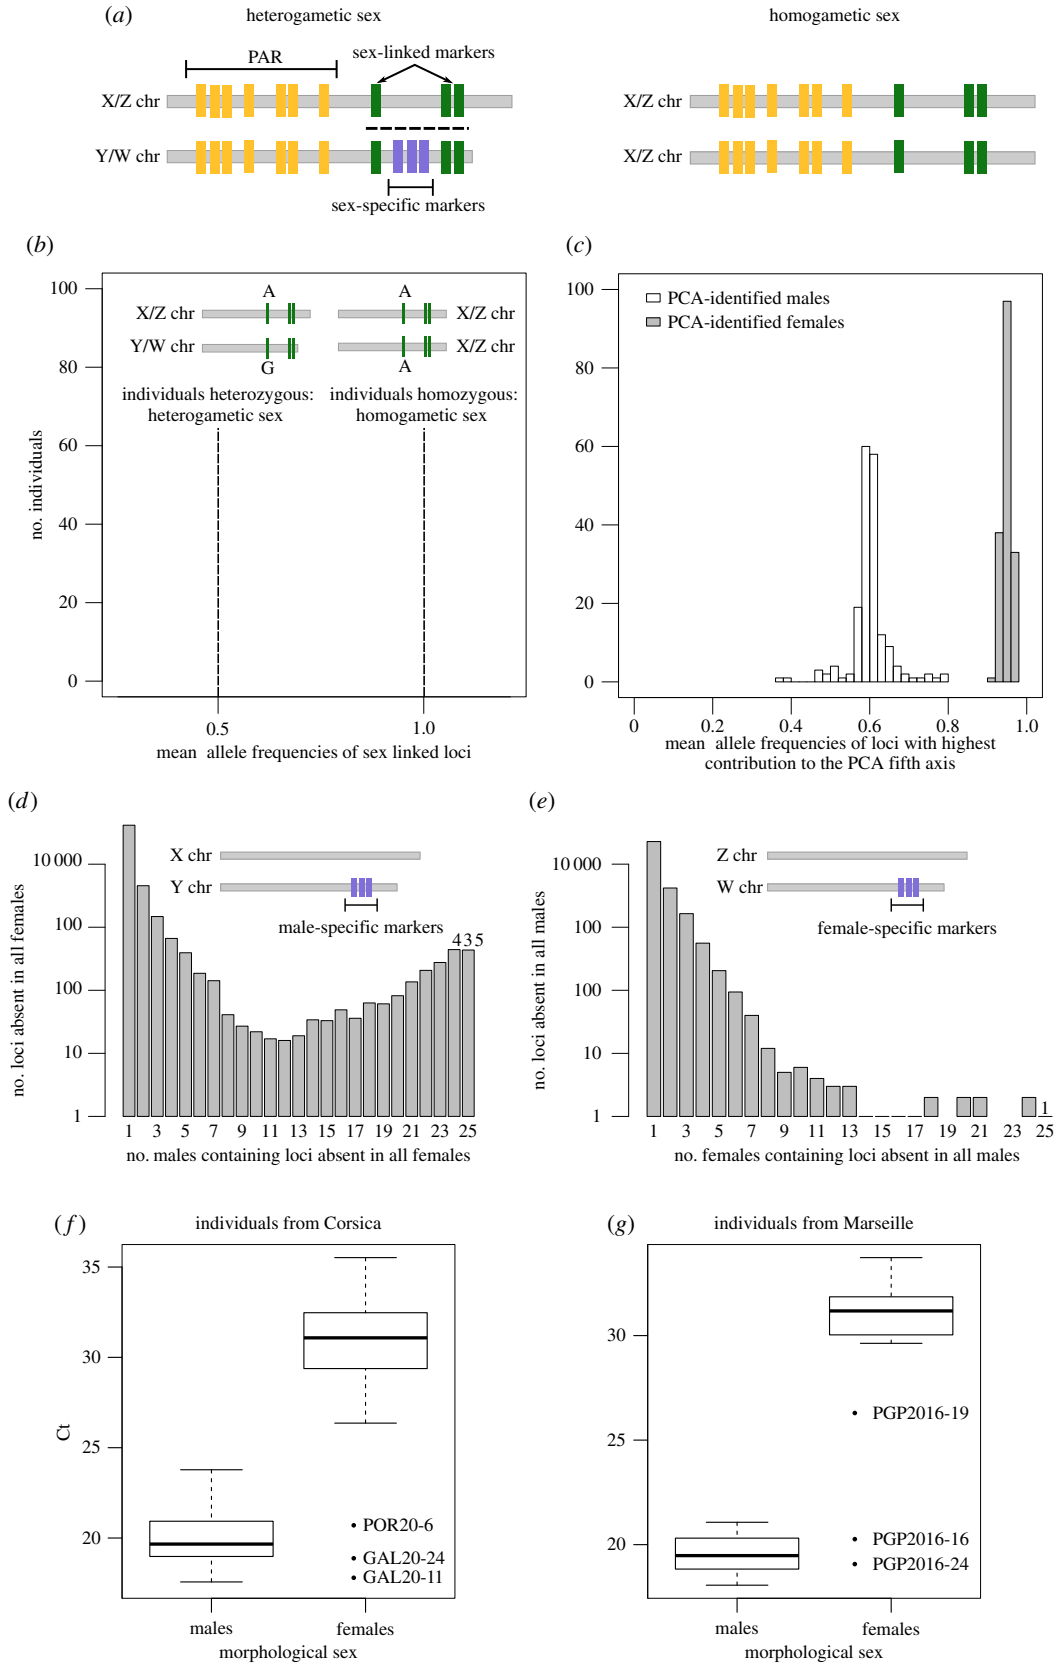 (a) heterogametic sex homogametic sex
PAR sex-linked markers
X/Z chr X/Z chr
Y/W chr X/Z chr
sex-specific markers
(b)
100
80
60
40
20
0
no. individuals
A A
X/Z chr X/Z chr
Y/W chr X/Z chr
G A
individuals heterozygous: individuals homozygous:
heterogametic sex homogametic sex
0.5 1.0
mean allele frequencies of sex linked loci
(c)
100
80
60
40
20
0
PCA-identified males
PCA-identified females
0 0.2 0.4 0.6 0.8 1.0
mean allele frequencies of loci with highest
contribution to the PCA fifth axis
(d)
no. loci absent in all females
10 000
1000
100
10
1
X chr
Y chr
male-specific markers
435
1 3 5 7 9 11 13 15 17 19 21 23 25
no. males containing loci absent in all females
(e)
no. loci absent in all males
10 000
1000
100
10
1
Z chr
W chr
female-specific markers
1
1 3 5 7 9 11 13 15 17 19 21 23 25
no. females containing loci absent in all males
(f) individuals from Corsica
35
30
25
20
Ct
POR20-6
GAL20-24
GAL20-11
males females
morphological sex
(g) individuals from Marseille
30
25
20
PGP2016-19
PGP2016-16
PGP2016-24
males females
morphological sex